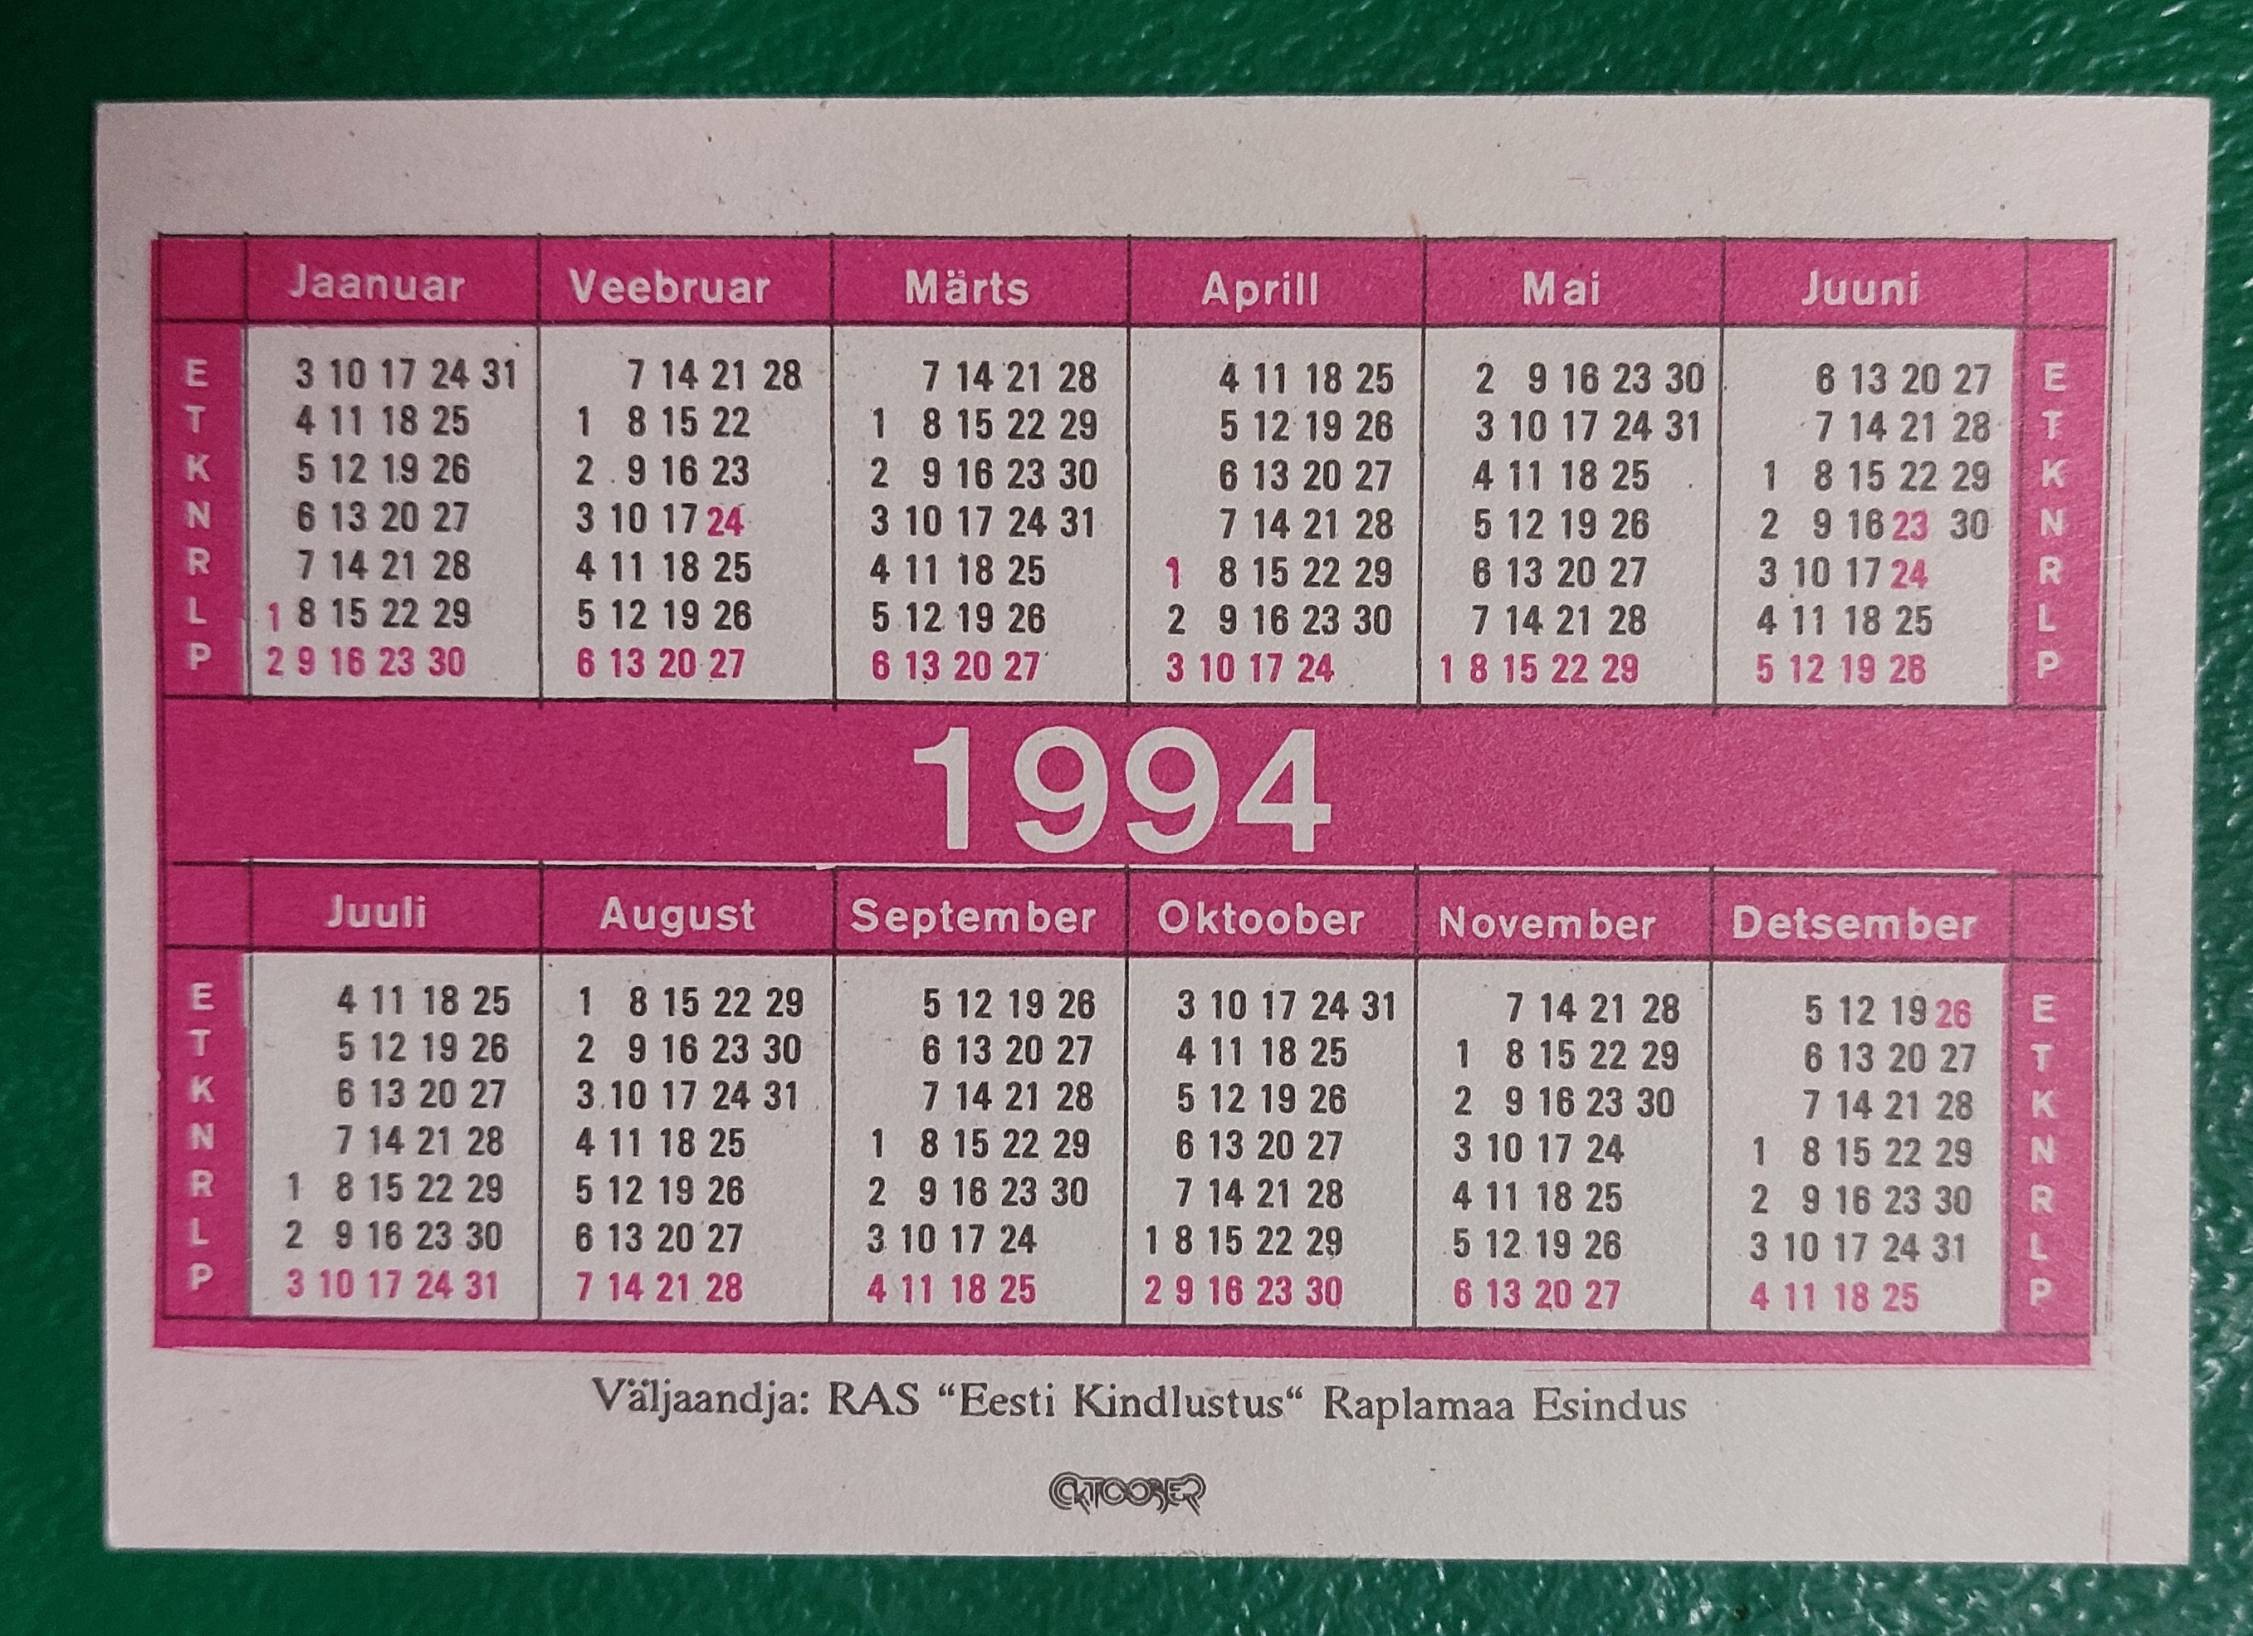 Jaanuar Veebruar Märts Aprill Mai Juuni
E 3 10 17 24 31 7 14 21 28 7 14 21 28 4 11 18 25 2 9 16 23 30 6 13 20 27 E
T 4 11 18 25 1 8 15 22 1 8 15 22 29 5 12 19 26 3 10 17 24 31 7 14 21 28 T
K 5 12 19 26 2 9 16 23 2 9 16 23 30 6 13 20 27 4 11 18 25 1 8 15 22 29 K
N 6 13 20 27 3 10 17 24 3 10 17 24 31 7 14 21 28 5 12 19 26 2 9 16 23 30 N
R 7 14 21 28 4 11 18 25 4 11 18 25 1 8 15 22 29 6 13 20 27 3 10 17 24 R
L 1 8 15 22 29 5 12 19 26 5 12 19 26 2 9 16 23 30 7 14 21 28 4 11 18 25 L
P 2 9 16 23 30 6 13 20 27 6 13 20 27 3 10 17 24 1 8 15 22 29 5 12 19 26 P
1994
Juuli August September Oktoober November Detsember
E 4 11 18 25 1 8 15 22 29 5 12 19 26 3 10 17 24 31 7 14 21 28 5 12 19 26 E
T 5 12 19 26 2 9 16 23 30 6 13 20 27 4 11 18 25 1 8 15 22 29 6 13 20 27 T
K 6 13 20 27 3 10 17 24 31 7 14 21 28 5 12 19 26 2 9 16 23 30 7 14 21 28 K
N 7 14 21 28 4 11 18 25 1 8 15 22 29 6 13 20 27 3 10 17 24 1 8 15 22 29 N
R 1 8 15 22 29 5 12 19 26 2 9 16 23 30 7 14 21 28 4 11 18 25 2 9 16 23 30 R
L 2 9 16 23 30 6 13 20 27 3 10 17 24 1 8 15 22 29 5 12 19 26 3 10 17 24 31 L
P 3 10 17 24 31 7 14 21 28 4 11 18 25 2 9 16 23 30 6 13 20 27 4 11 18 25 P
Väljaandja: RAS “Eesti Kindlustus“ Raplamaa Esindus
OKTOOBER